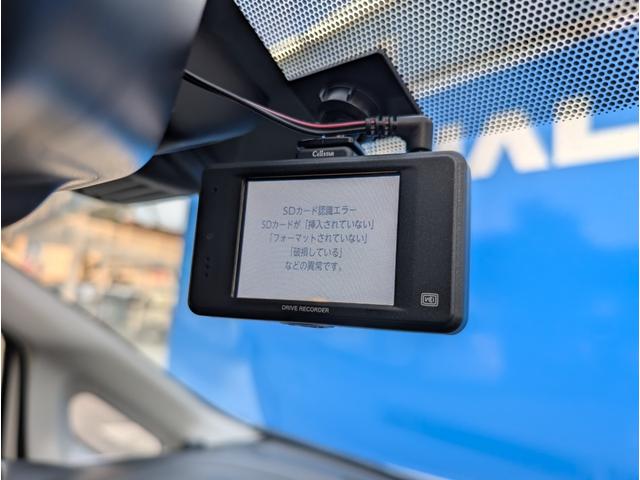 Cellstar
SDカード認識エラー
SDカードが「挿入されていない」
「フォーマットされていない」
「破損している」
などの異常です。
DRIVE RECORDER